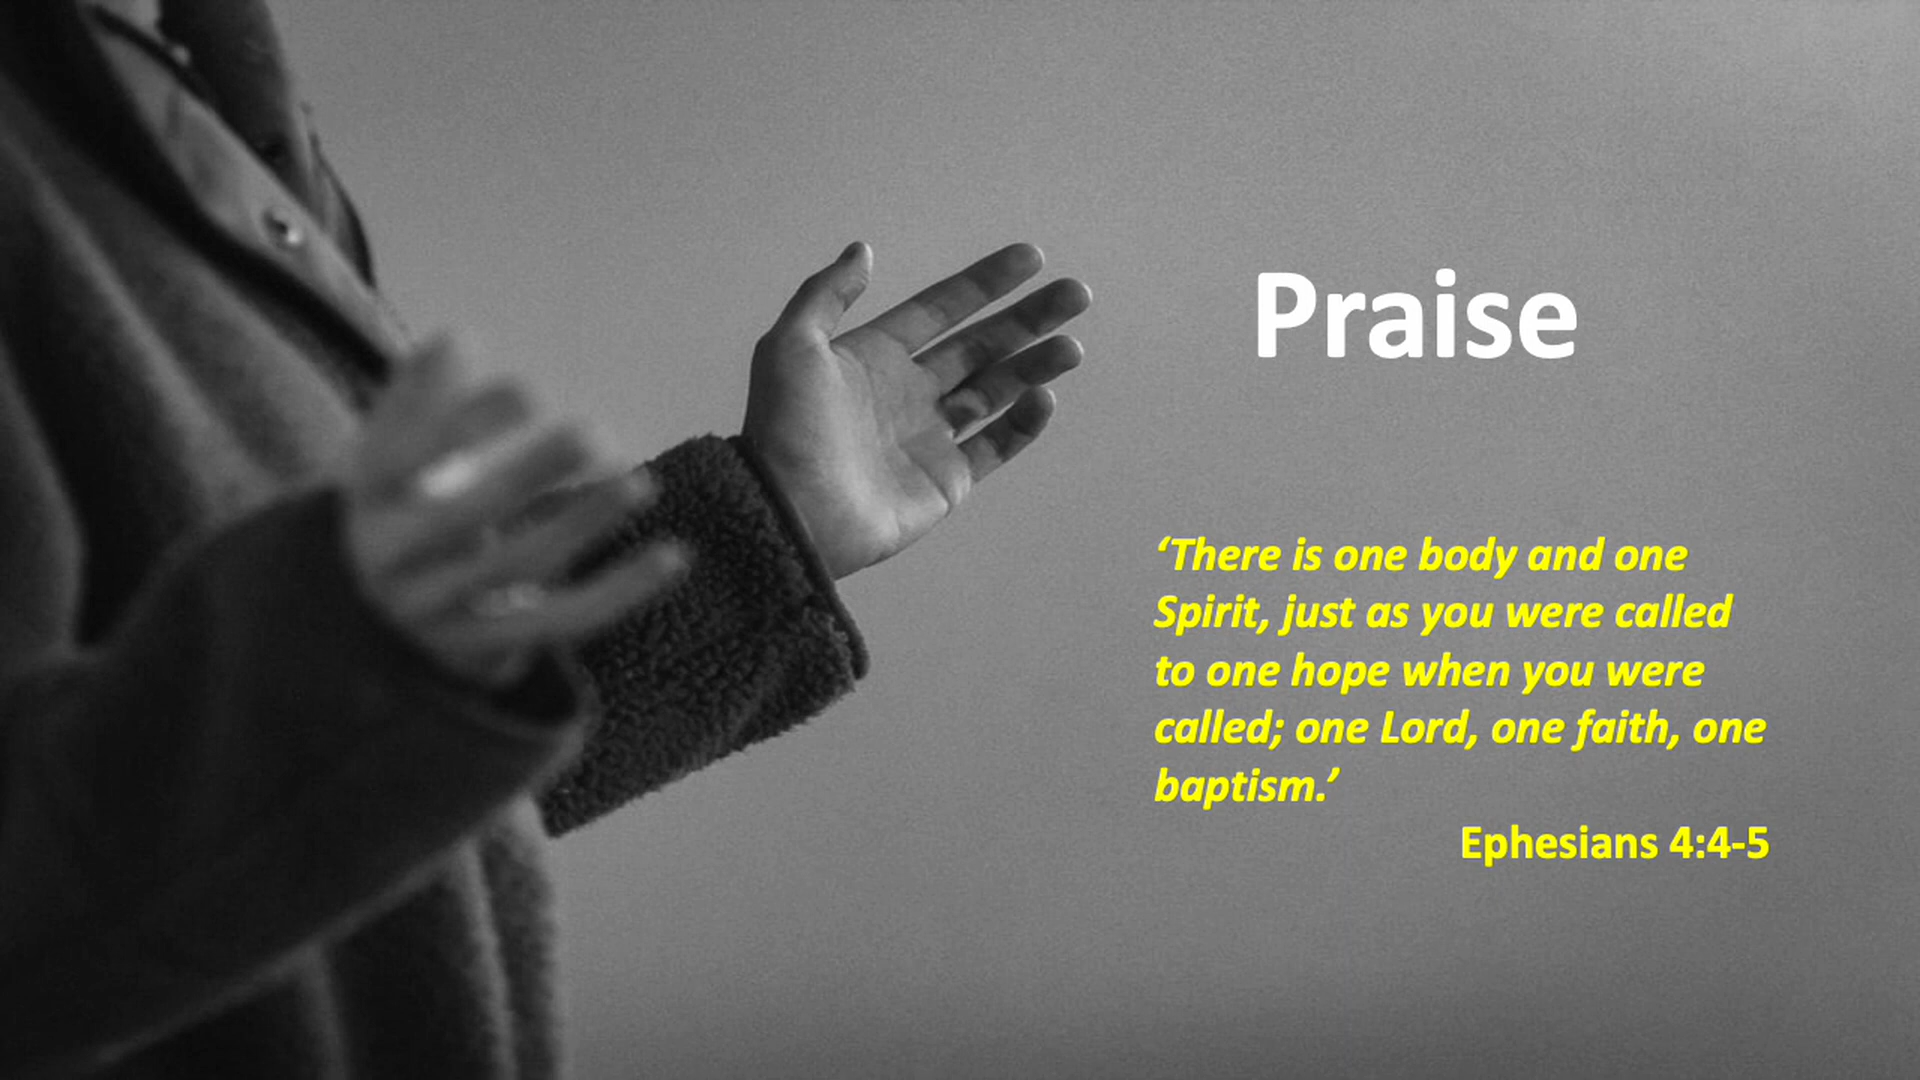 Praise
‘There is one body and one
Spirit, just as you were called
to one hope when you were
called; one Lord, one faith, one
baptism.’
Ephesians 4:4-5